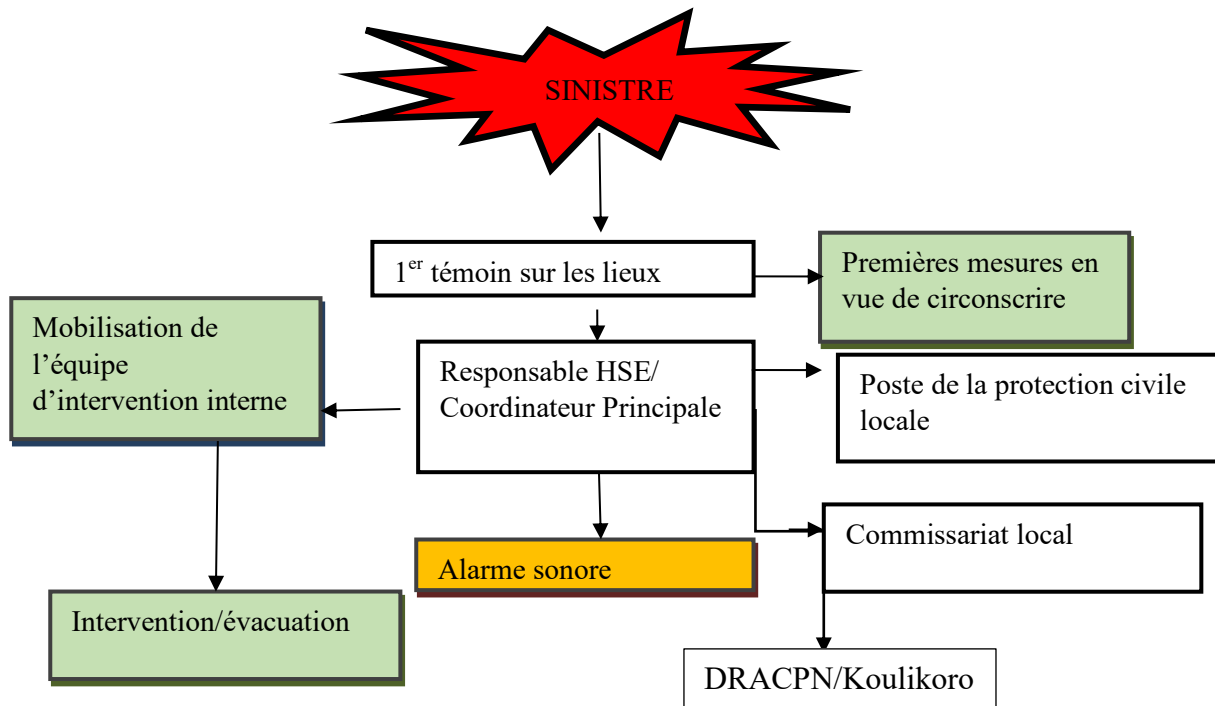 SINISTRE
1er témoin sur les lieux
Premières mesures en
vue de circonscrire
Mobilisation de
l’équipe
d’intervention interne
Responsable HSE/
Coordinateur Principale
Poste de la protection civile
locale
Commissariat local
Alarme sonore
Intervention/évacuation
DRACPN/Koulikoro